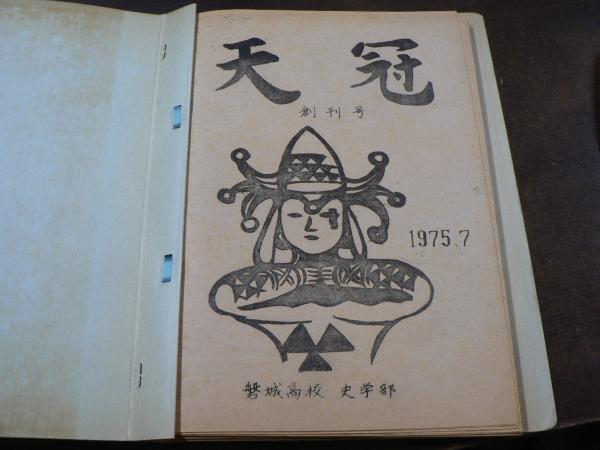 天冠
創刊号
1975.7
磐城高校 史学部